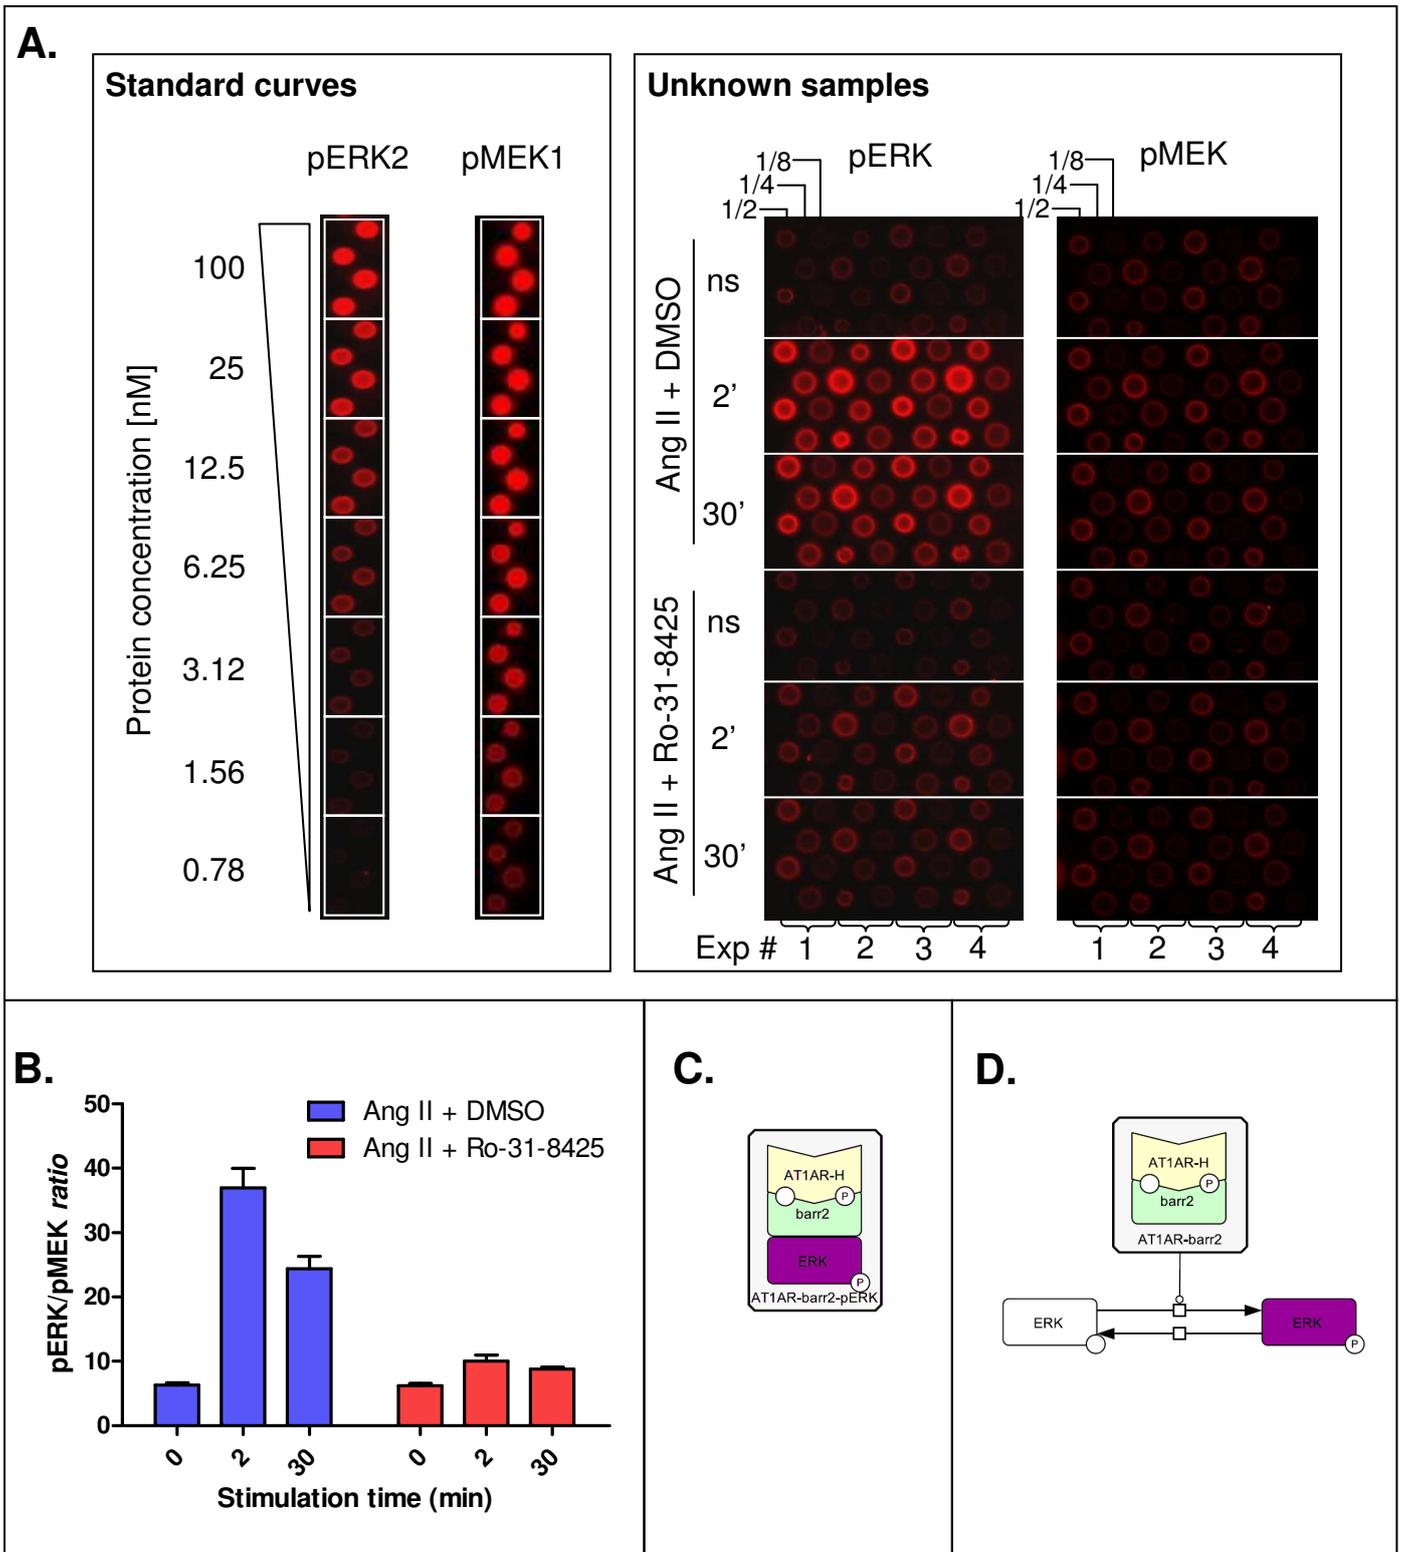 A.
Standard curves
pERK2 pMEK1
Protein concentration [nM]
100
25
12.5
6.25
3.12
1.56
0.78
Unknown samples
pERK pMEK
1/8
1/4
1/2
1/8
1/4
1/2
Ang II + DMSO
ns
2’
30’
Ang II + Ro-31-8425
ns
2’
30’
Exp # 1 2 3 4
1 2 3 4
B.
pERK/pMEK ratio
50
40
30
20
10
0
Ang II + DMSO
Ang II + Ro-31-8425
0 2 30 0 2 30
Stimulation time (min)
C.
AT1AR-H
P
barr2
ERK
P
AT1AR-barr2-pERK
D.
AT1AR-H
P
barr2
AT1AR-barr2
ERK
ERK
P